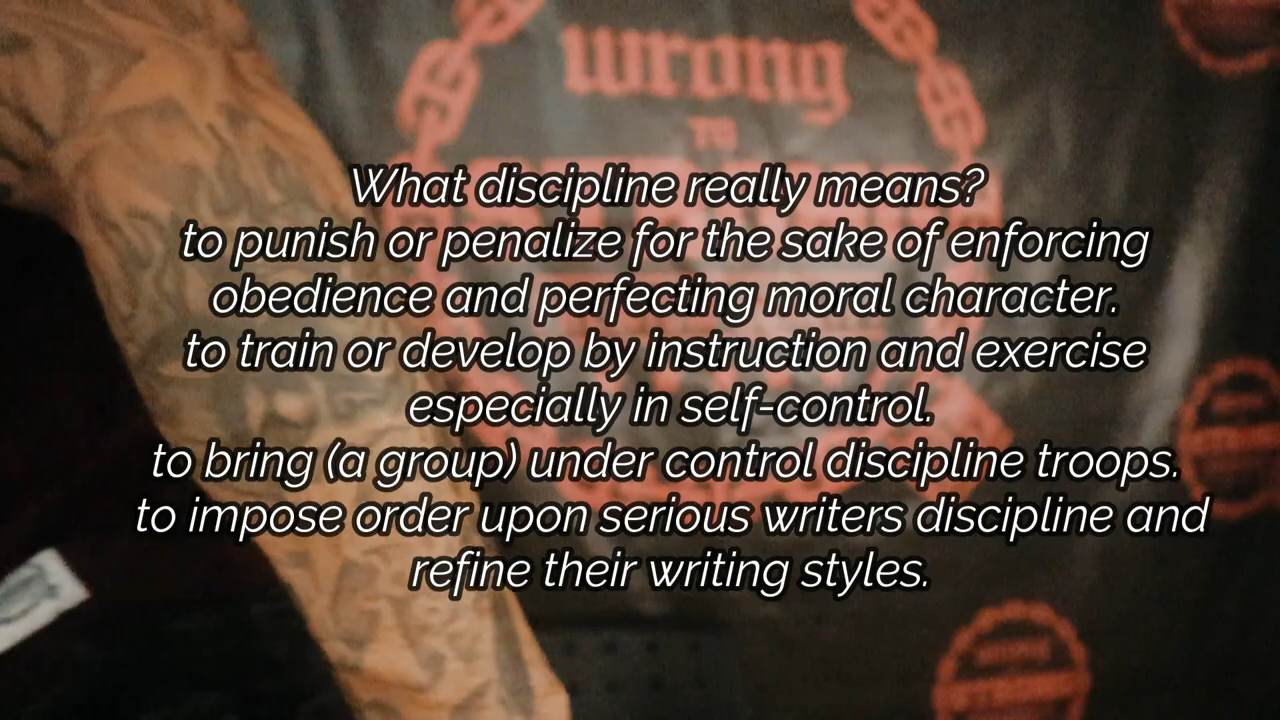 wrong
TO
What discipline really means?
to punish or penalize for the sake of enforcing
obedience and perfecting moral character.
to train or develop by instruction and exercise
especially in self-control.
to bring (a group) under control discipline troops.
to impose order upon serious writers discipline and
refine their writing styles.